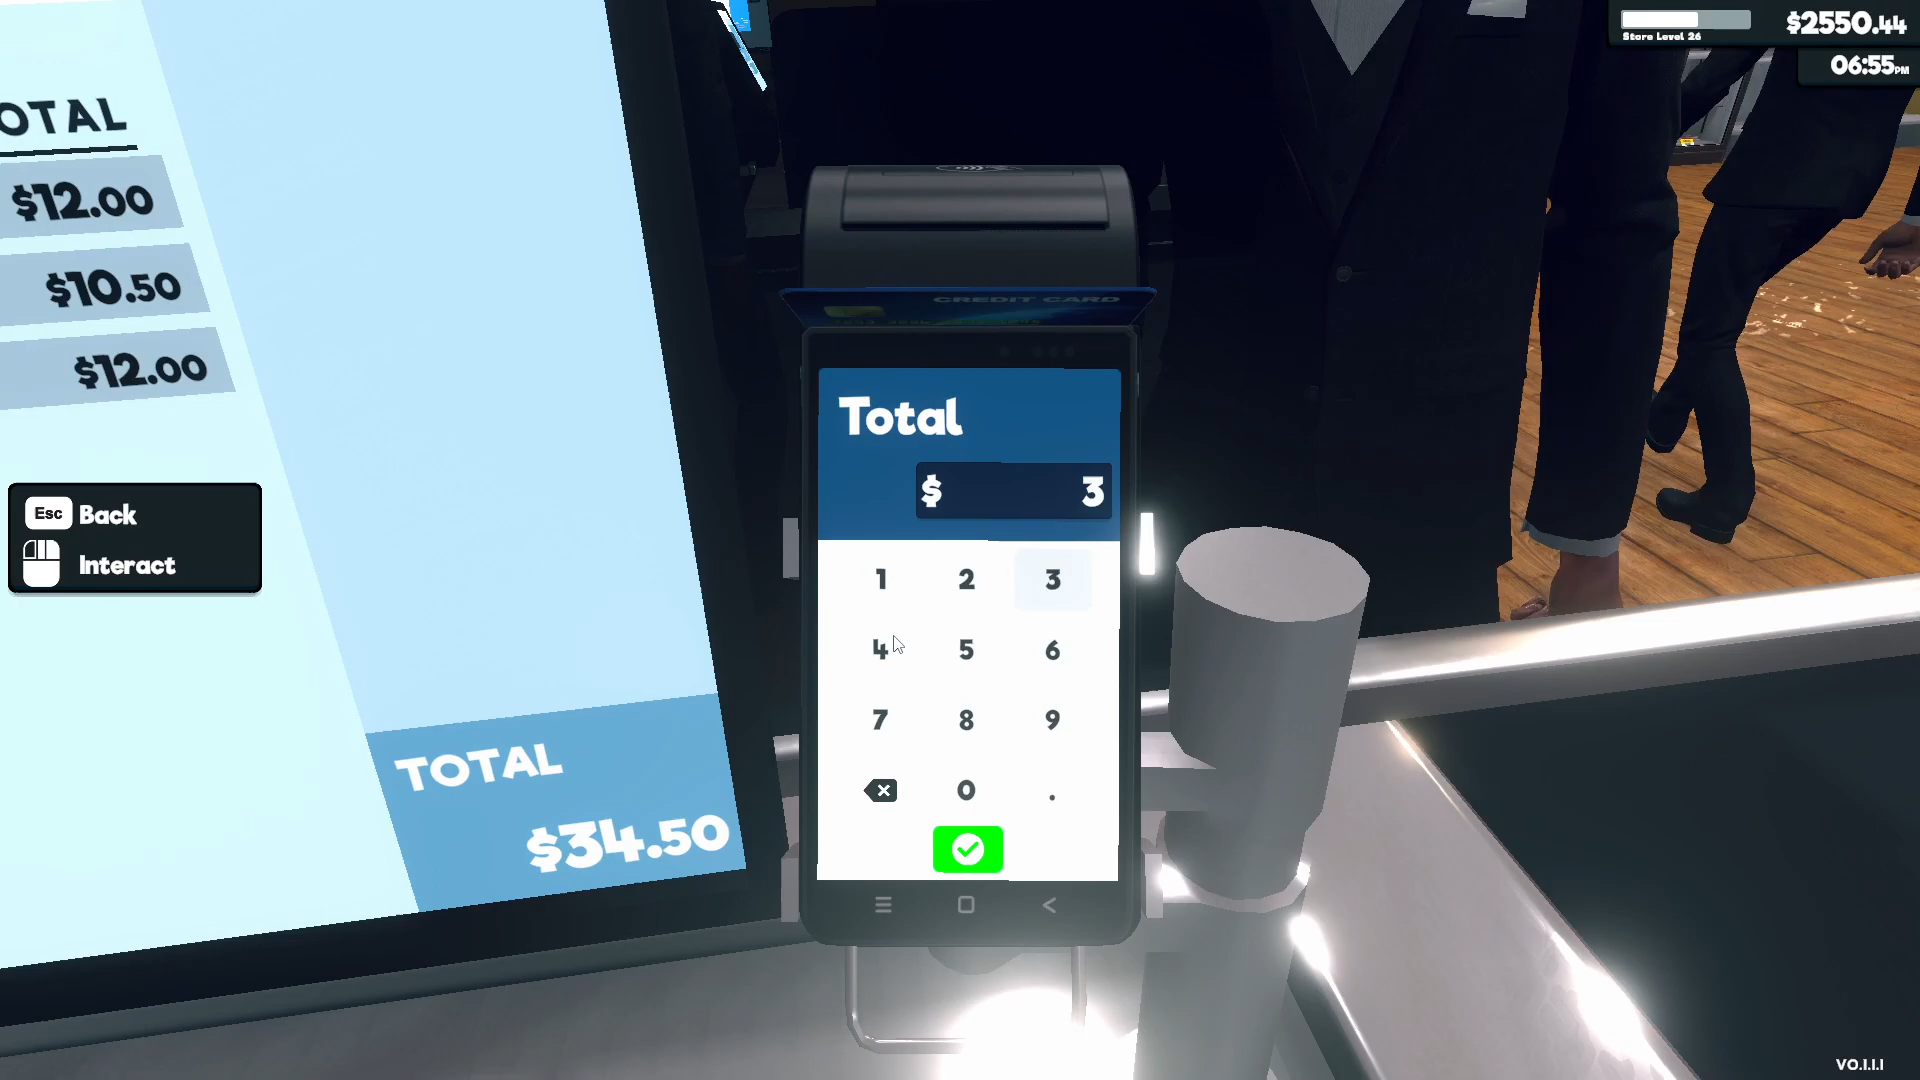 $2550.44
Store Level 26
06:55PM
OTAL
$12.00
$10.50
$12.00
CREDIT CARD
Total
$ 3
Esc Back
Interact
1 2 3
4 5 6
7 8 9
0 .
TOTAL
$34.50
V0.1.1.1